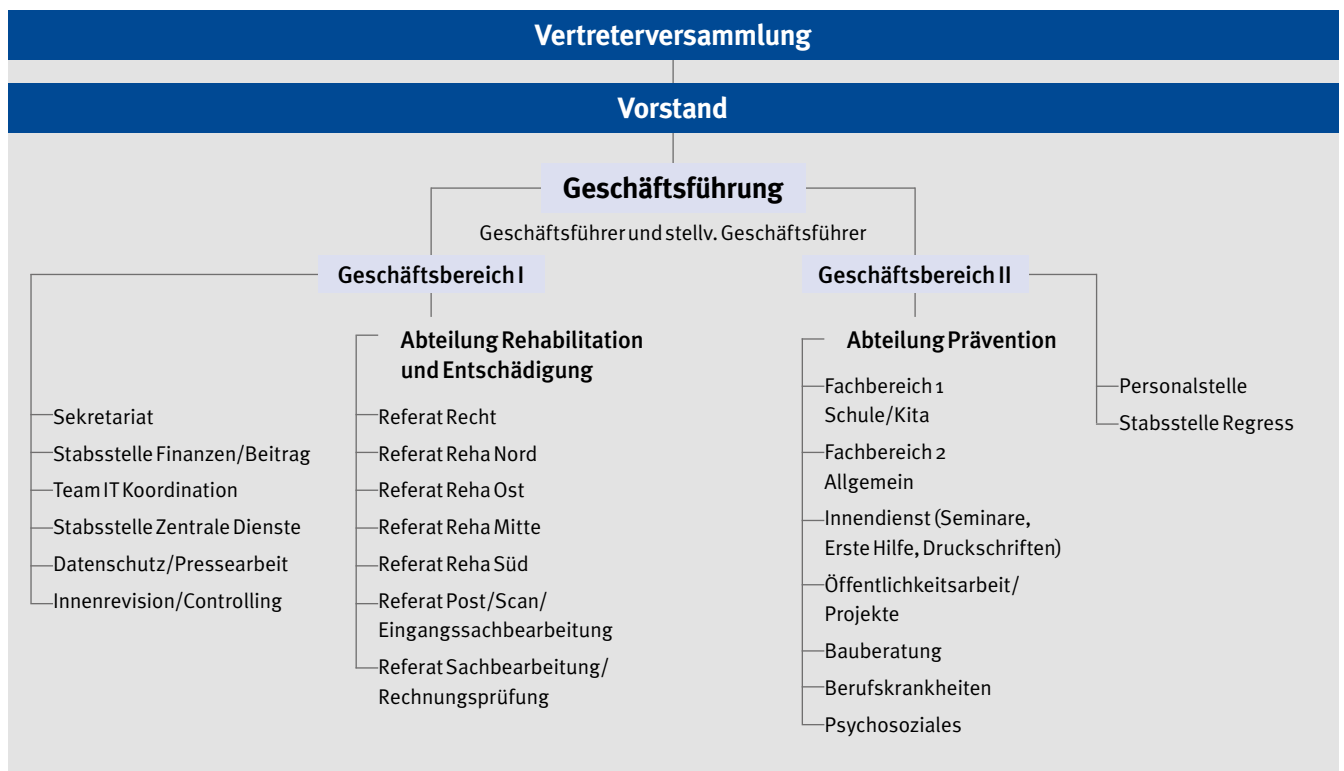 Vertreterversammlung
Vorstand
Geschäftsführung
Geschäftsführer und stellv. Geschäftsführer
Geschäftsbereich I
Sekretariat
Stabsstelle Finanzen/Beitrag
Team IT Koordination
Stabsstelle Zentrale Dienste
Datenschutz/Pressearbeit
Innenrevision/Controlling
Abteilung Rehabilitation
und Entschädigung
Referat Recht
Referat Reha Nord
Referat Reha Ost
Referat Reha Mitte
Referat Reha Süd
Referat Post/Scan/
Eingangssachbearbeitung
Referat Sachbearbeitung/
Rechnungsprüfung
Geschäftsbereich II
Abteilung Prävention
Fachbereich 1
Schule/Kita
Fachbereich 2
Allgemein
Innendienst (Seminare,
Erste Hilfe, Druckschriften)
Öffentlichkeitsarbeit/
Projekte
Bauberatung
Berufskrankheiten
Psychosoziales
Personalstelle
Stabsstelle Regress